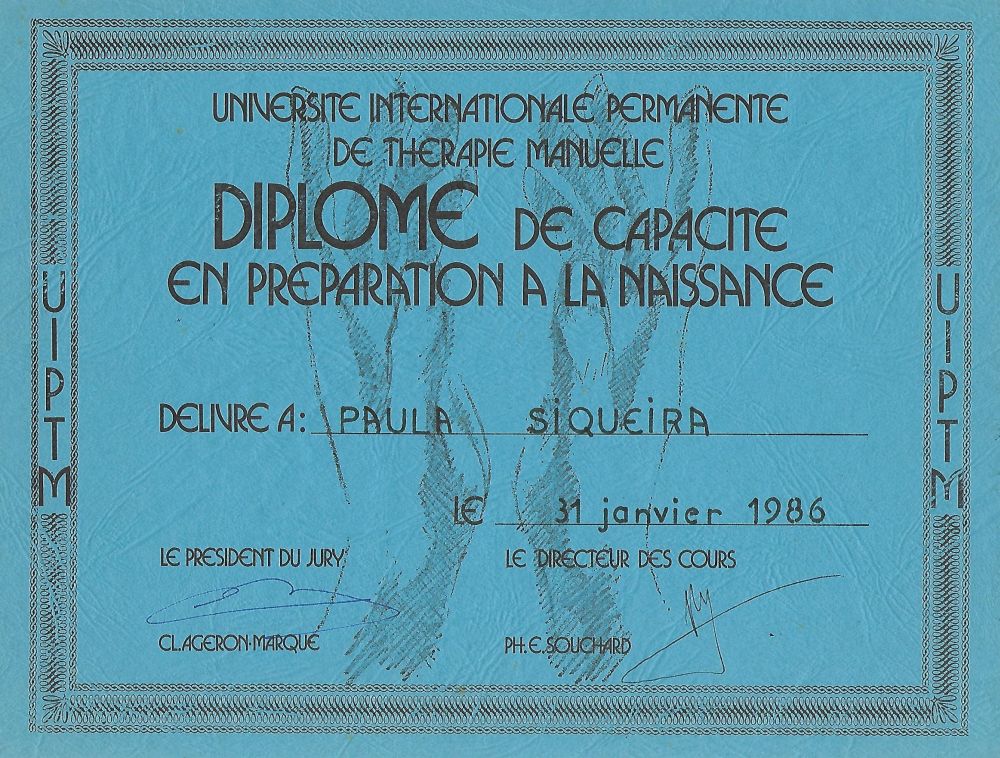 UNIVERSITE INTERNATIONALE PERMANENTE
DE THERAPIE MANUELLE
DIPLOME DE CAPACITE
EN PREPARATION A LA NAISSANCE
UIPTM
UIPTM
DELIVRE A: PAULA SIQUEIRA
LE 31 janvier 1986
LE PRESIDENT DU JURY
LE DIRECTEUR DES COURS
CL.AGERON-MARQUE
PH.E.SOUCHARD